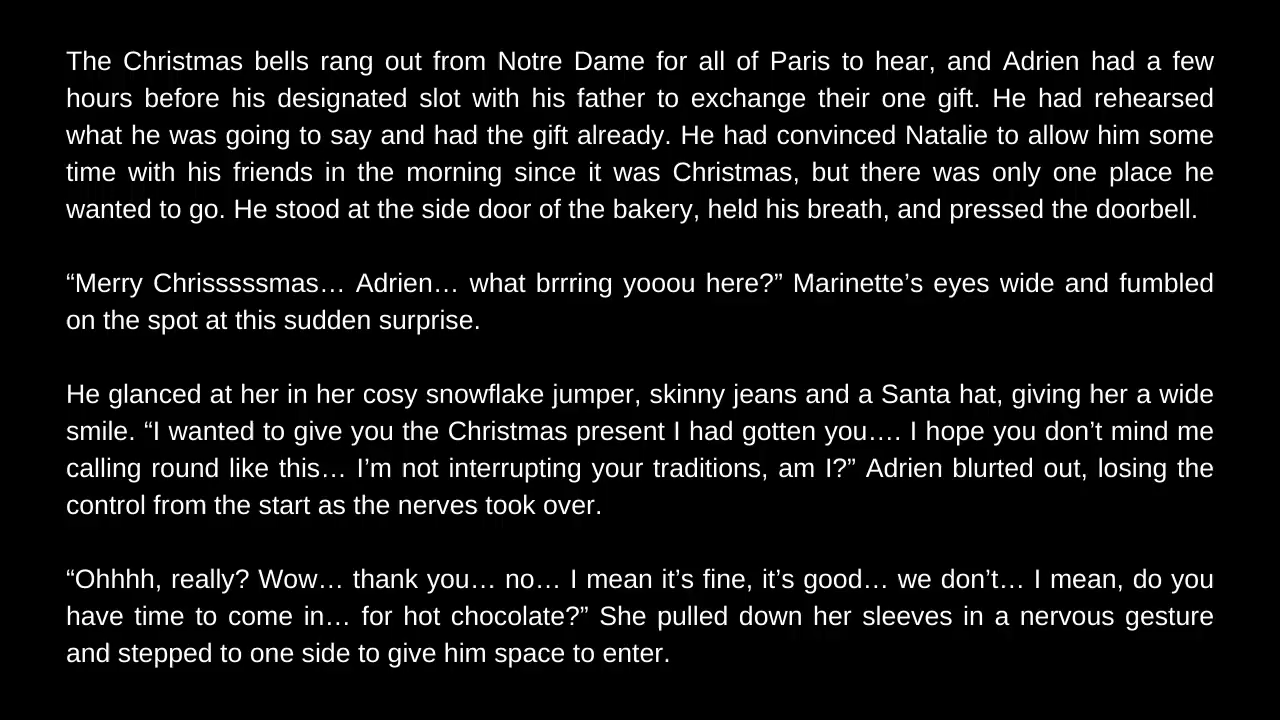 The Christmas bells rang out from Notre Dame for all of Paris to hear, and Adrien had a few
hours before his designated slot with his father to exchange their one gift. He had rehearsed
what he was going to say and had the gift already. He had convinced Natalie to allow him some
time with his friends in the morning since it was Christmas, but there was only one place he
wanted to go. He stood at the side door of the bakery, held his breath, and pressed the doorbell.
“Merry Chrisssssmas… Adrien… what brrring yooou here?” Marinette’s eyes wide and fumbled
on the spot at this sudden surprise.
He glanced at her in her cosy snowflake jumper, skinny jeans and a Santa hat, giving her a wide
smile. “I wanted to give you the Christmas present I had gotten you…. I hope you don’t mind me
calling round like this… I’m not interrupting your traditions, am I?” Adrien blurted out, losing the
control from the start as the nerves took over.
“Ohhhh, really? Wow… thank you… no… I mean it’s fine, it’s good… we don’t… I mean, do you
have time to come in… for hot chocolate?” She pulled down her sleeves in a nervous gesture
and stepped to one side to give him space to enter.